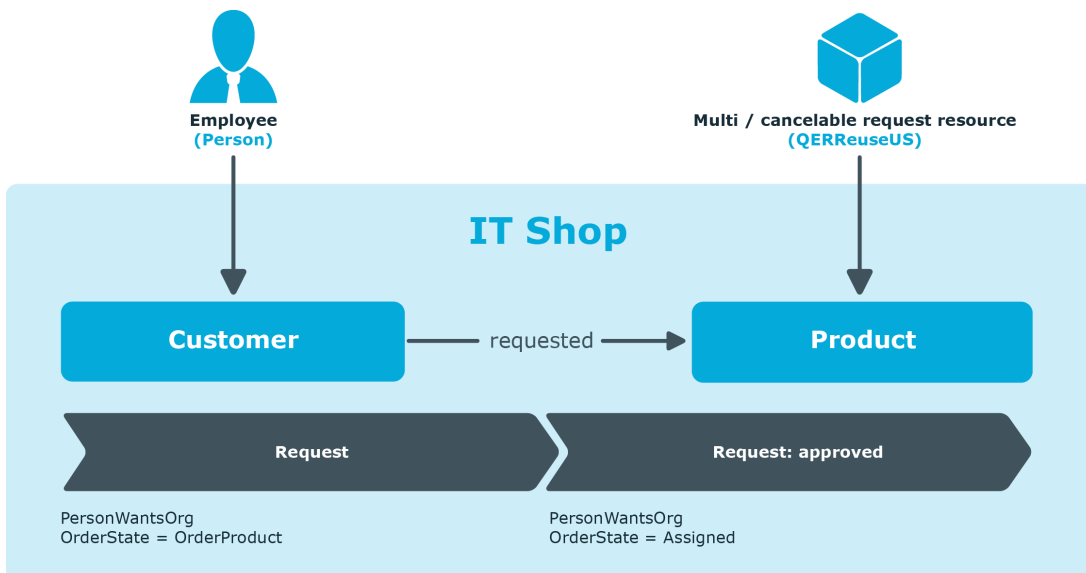 Employee
(Person)
Multi / cancelable request resource
(QERReuseUS)
IT Shop
Customer
requested
Product
Request
Request: approved
PersonWantsOrg
OrderState = OrderProduct
PersonWantsOrg
OrderState = Assigned